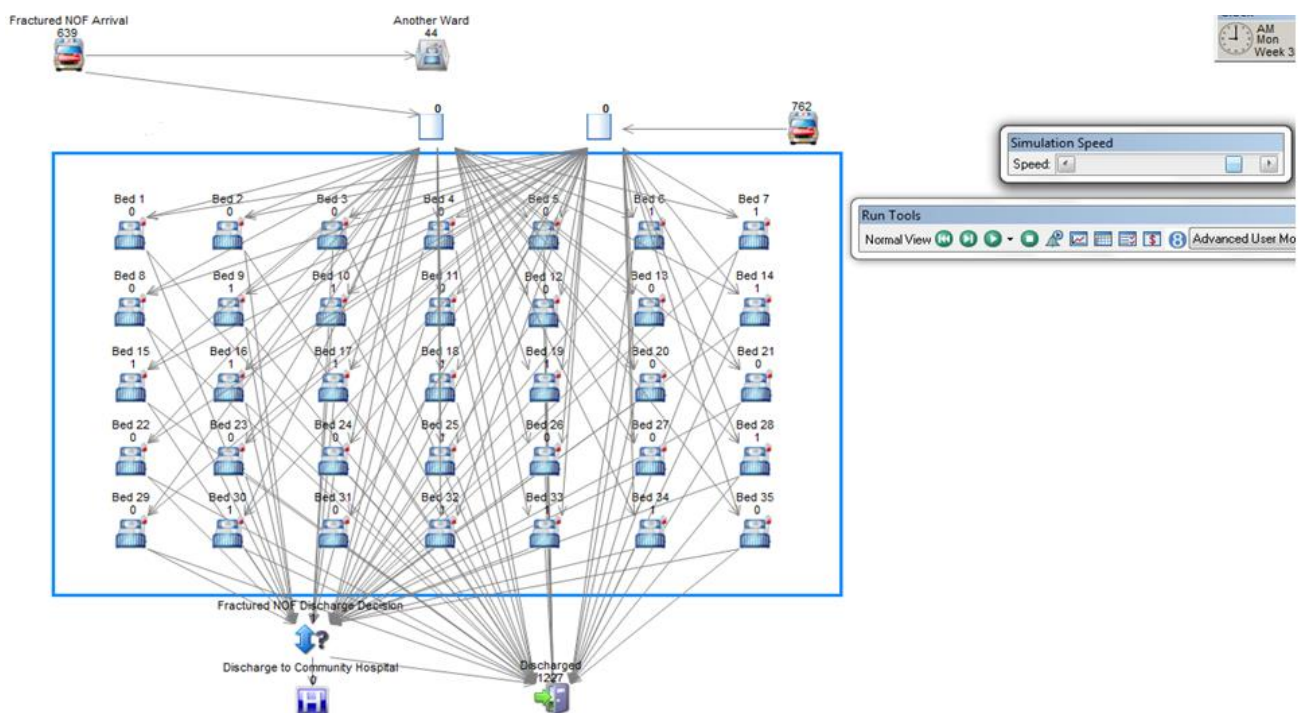 Fractured NOF Arrival
639
Another Ward
44
AM
Mon
Week 3
0
0
762
Simulation Speed
Speed:
Run Tools
Normal View
Advanced User Mo
Bed 1 Bed 2 Bed 3 Bed 4 Bed 5 Bed 6 Bed 7
0 0 0 0 0 1 1
Bed 8 Bed 9 Bed 10 Bed 11 Bed 12 Bed 13 Bed 14
0 1 1 0 0 0 1
Bed 15 Bed 16 Bed 17 Bed 18 Bed 19 Bed 20 Bed 21
1 1 1 1 0 0
Bed 22 Bed 23 Bed 24 Bed 25 Bed 26 Bed 27 Bed 28
0 0 0 0 0 1
Bed 29 Bed 30 Bed 31 Bed 32 Bed 33 Bed 34 Bed 35
0 1 0 1 0
Fractured NOF Discharge Decision
Discharge to Community Hospital
0
Discharged
1227